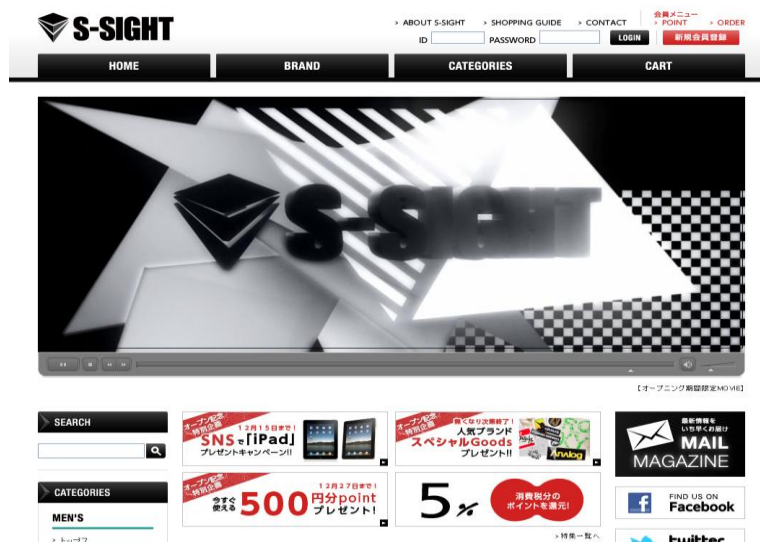 S-SIGHT
> ABOUT S-SIGHT
> SHOPPING GUIDE
> CONTACT
会員メニュー
> POINT
> ORDER
ID
PASSWORD
LOGIN
新規会員登録
HOME
BRAND
CATEGORIES
CART
S-SIGHT
【オープニング期間限定MOVIE】
SEARCH
CATEGORIES
MEN'S
> トップス
オープン記念
特別企画
12月15日まで!
SNSで「iPad」
プレゼントキャンペーン!!
オープン記念
特別企画
無くなり次第終了!
人気ブランド
スペシャルGoods
プレゼント!!
Analog
オープン記念
特別企画
12月27日まで!
今すぐ
使える
500円分point
プレゼント!
5%
消費税分の
ポイントを還元!
> 特集一覧へ
最新情報を
いち早くお届け
MAIL
MAGAZINE
FIND US ON
Facebook
twitter